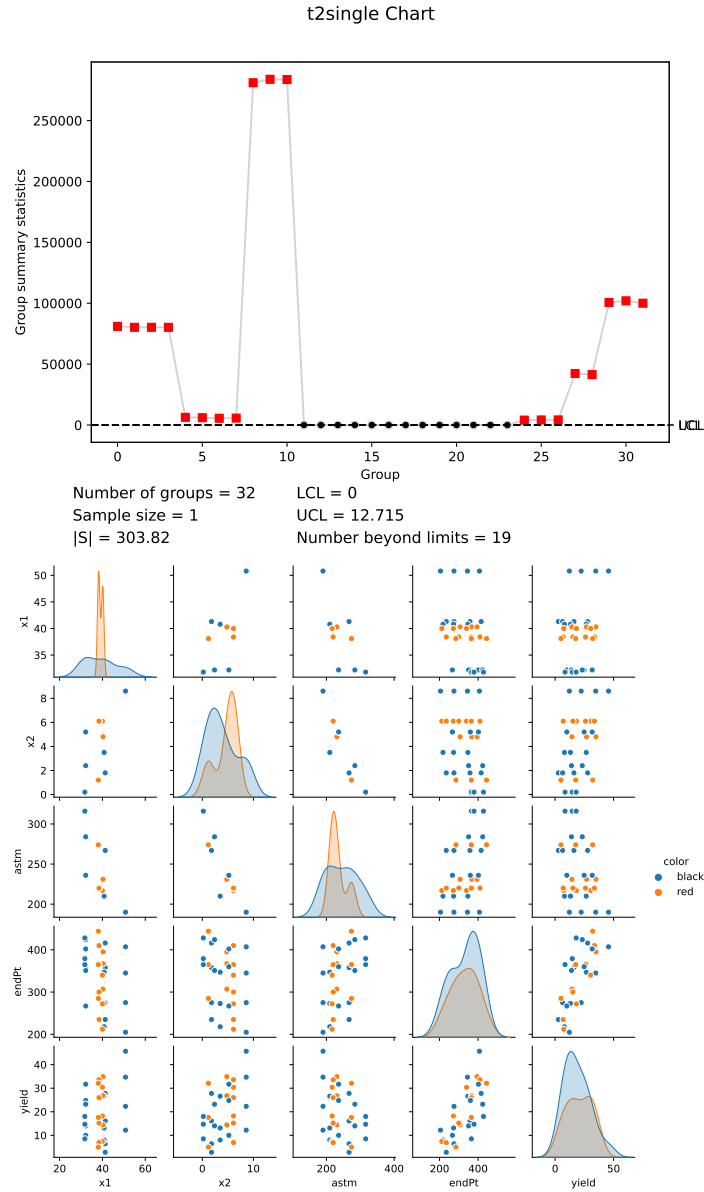 t2single Chart
250000
200000
150000
100000
50000
0
Group summary statistics
UCL
LCL
0 5 10 15 20 25 30
Group
Number of groups = 32 LCL = 0
Sample size = 1 UCL = 12.715
|S| = 303.82 Number beyond limits = 19
50
45
40
35
x1
8
6
4
2
0
x2
300
250
200
astm
color
black
red
400
300
200
endPt
40
30
20
10
yield
20 40 60 0 10 200 300 400 200 400 0 50
x1 x2 astm endPt yield